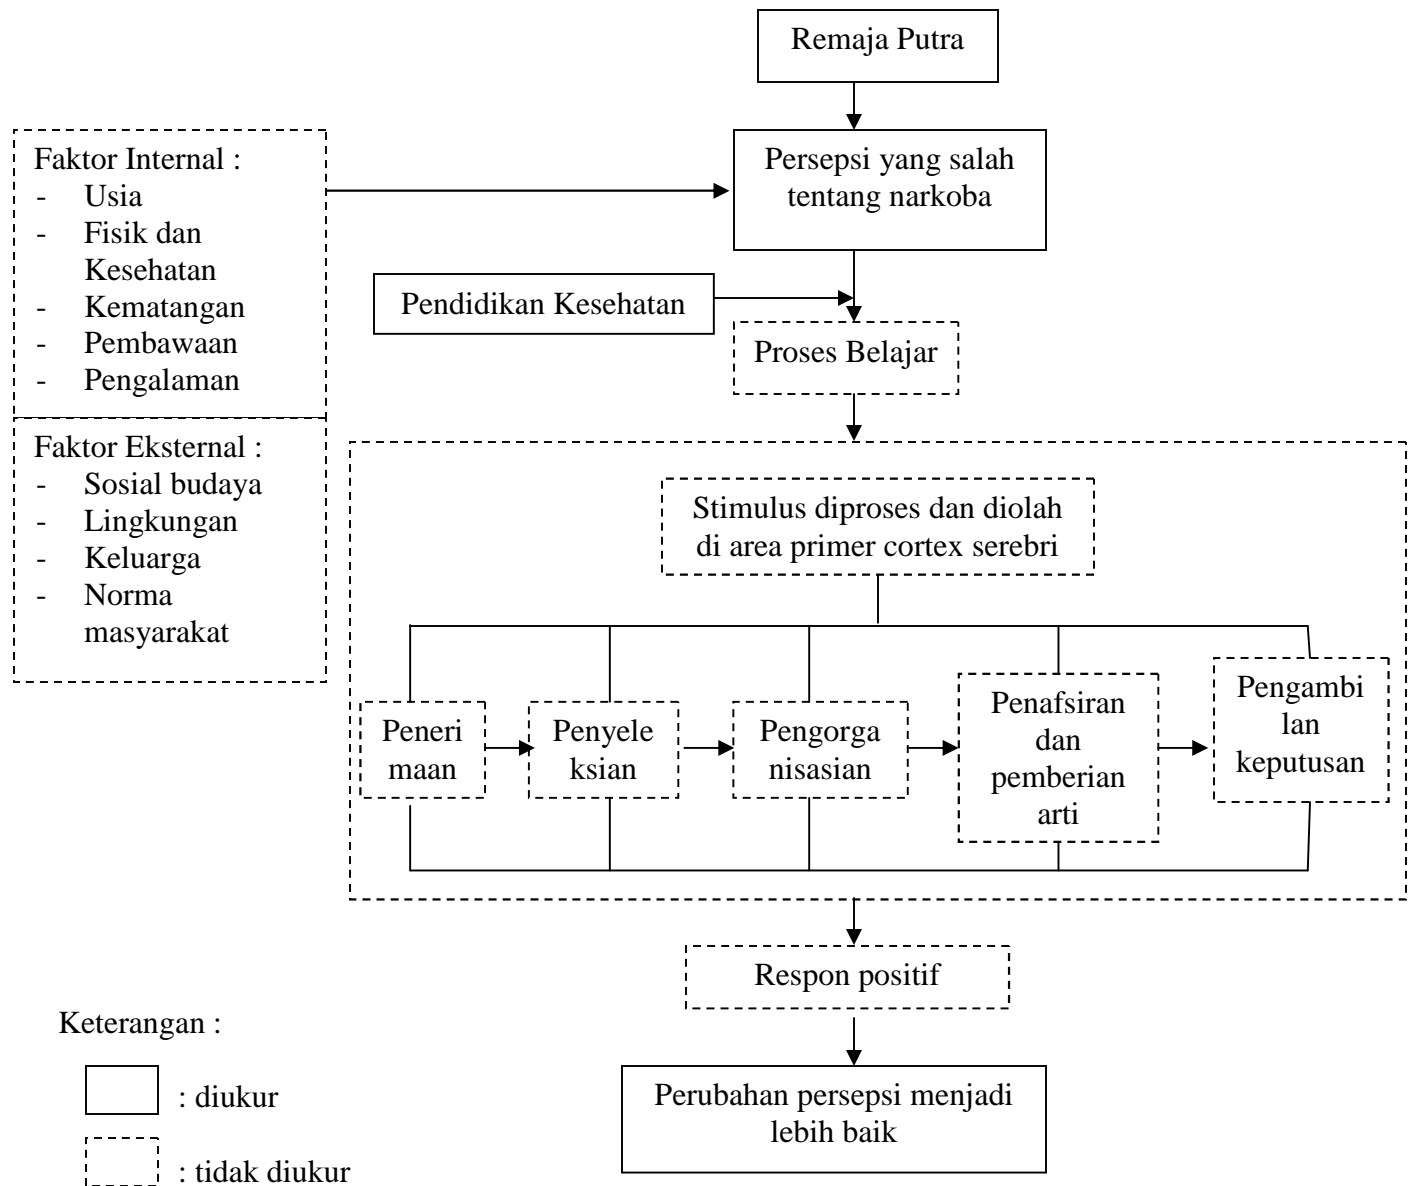 Remaja Putra
Faktor Internal :
- Usia
- Fisik dan
Kesehatan
- Kematangan
- Pembawaan
- Pengalaman
Persepsi yang salah
tentang narkoba
Pendidikan Kesehatan
Proses Belajar
Faktor Eksternal :
- Sosial budaya
- Lingkungan
- Keluarga
- Norma
masyarakat
Stimulus diproses dan diolah
di area primer cortex serebri
Peneri
maan
Penyele
ksian
Pengorga
nisasian
Penafsiran
dan
pemberian
arti
Pengambi
lan
keputusan
Respon positif
Perubahan persepsi menjadi
lebih baik
Keterangan :
: diukur
: tidak diukur